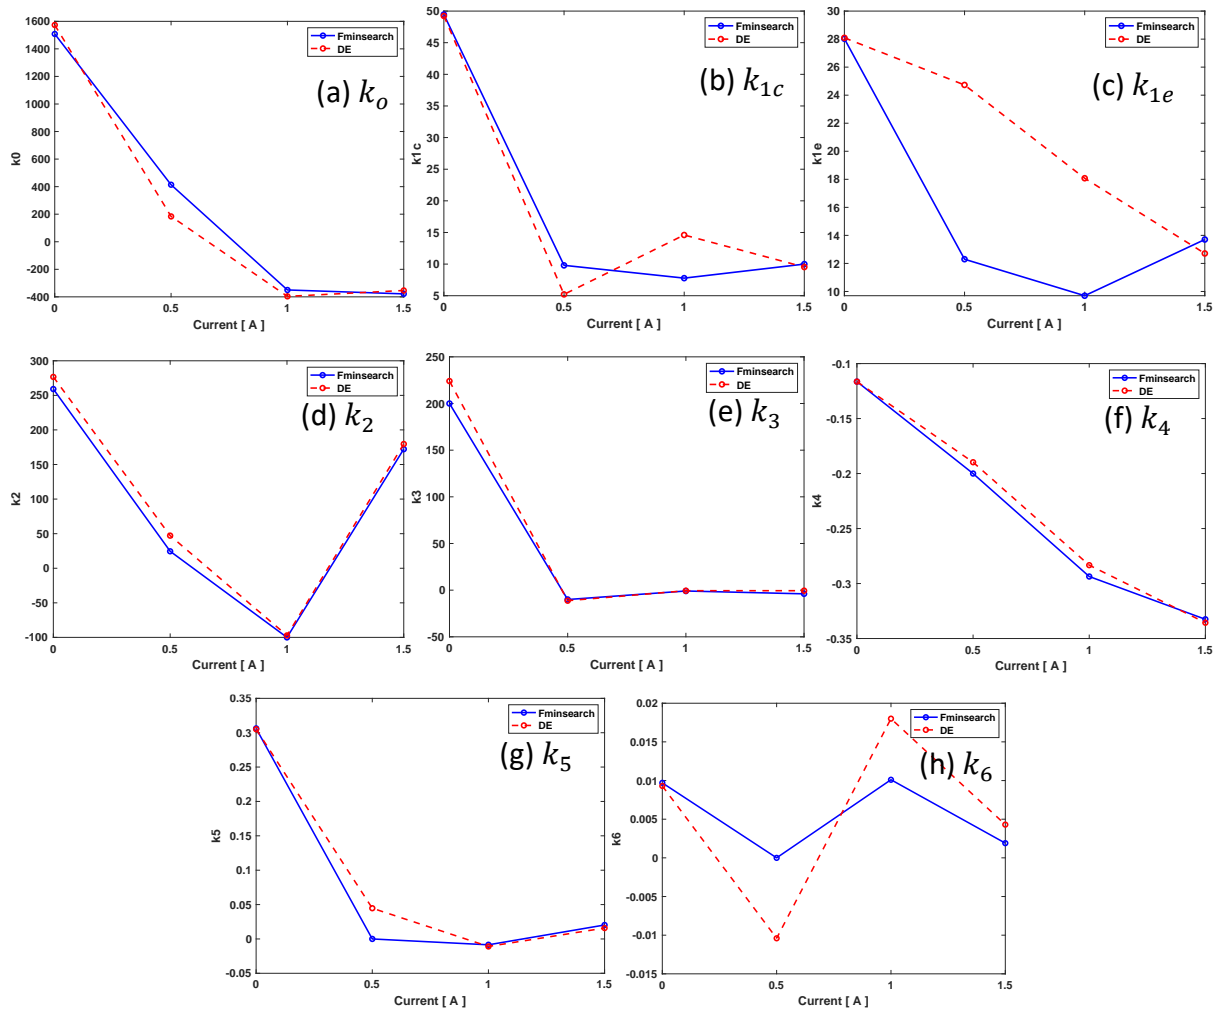 1600
1400
1200
1000
800
600
400
200
0
-200
-400
k0
0
0.5
1
1.5
Current [ A ]
Fminsearch
DE
(a) k_o
50
45
40
35
30
25
20
15
10
5
k1c
0
0.5
1
1.5
Current [ A ]
Fminsearch
DE
(b) k_{1c}
30
28
26
24
22
20
18
16
14
12
10
k1e
0
0.5
1
1.5
Current [ A ]
Fminsearch
DE
(c) k_{1e}
300
250
200
150
100
50
0
-50
-100
k2
0
0.5
1
1.5
Current [ A ]
Fminsearch
DE
(d) k_2
250
200
150
100
50
0
-50
k3
0
0.5
1
1.5
Current [ A ]
Fminsearch
DE
(e) k_3
-0.1
-0.15
-0.2
-0.25
-0.3
-0.35
k4
0
0.5
1
1.5
Current [ A ]
Fminsearch
DE
(f) k_4
0.35
0.3
0.25
0.2
0.15
0.1
0.05
0
-0.05
k5
0
0.5
1
1.5
Current [ A ]
Fminsearch
DE
(g) k_5
0.02
0.015
0.01
0.005
0
-0.005
-0.01
-0.015
k6
0
0.5
1
1.5
Current [ A ]
Fminsearch
DE
(h) k_6